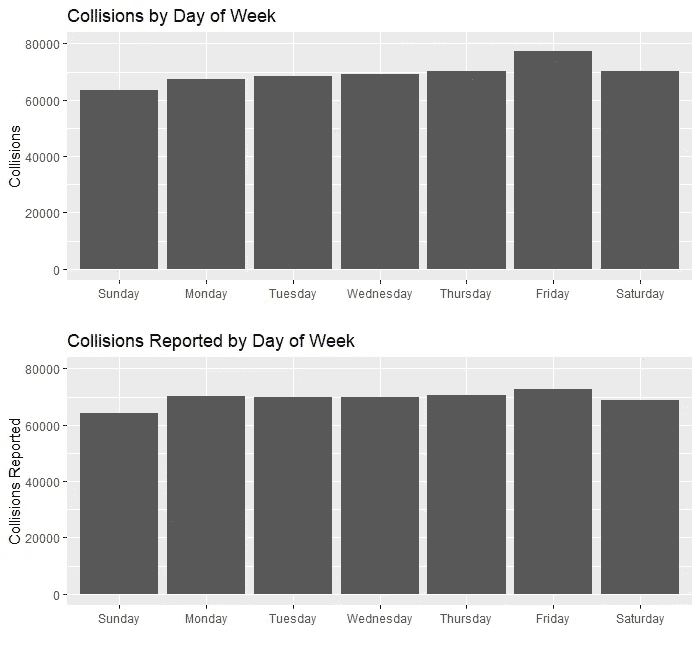 Collisions by Day of Week
80000
60000
40000
20000
0
Collisions
Sunday Monday Tuesday Wednesday Thursday Friday Saturday
Collisions Reported by Day of Week
80000
60000
40000
20000
0
Collisions Reported
Sunday Monday Tuesday Wednesday Thursday Friday Saturday